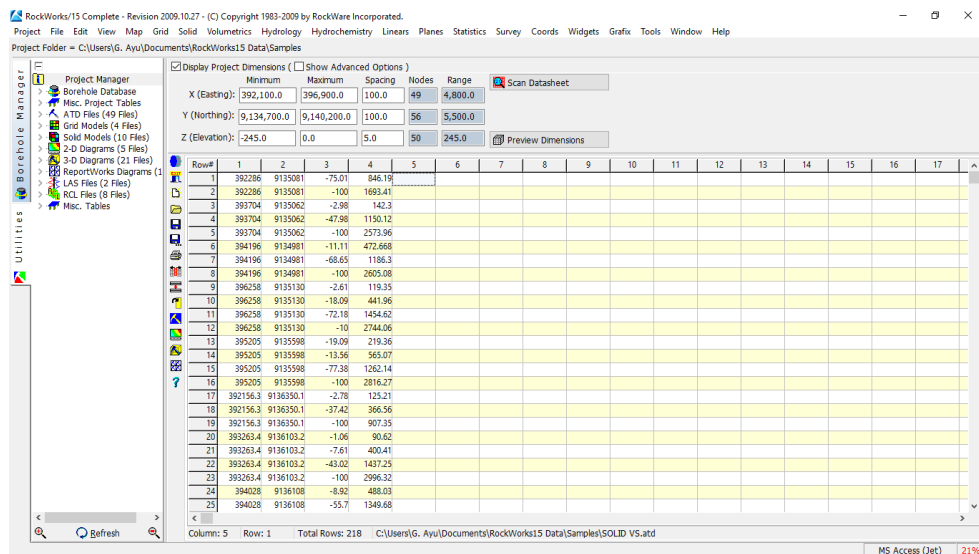 RockWorks/15 Complete - Revision 2009.10.27 - (C) Copyright 1983-2009 by RockWare Incorporated.
Project File Edit View Map Grid Solid Volumetrics Hydrology Hydrochemistry Linears Planes Statistics Survey Coords Widgets Grafix Tools Window Help
Project Folder = C:\Users\G. Ayu\Documents\RockWorks15 Data\Samples
Borehole Manager
Utilities
Project Manager
Borehole Database
Misc. Project Tables
ATD Files (49 Files)
Grid Models (4 Files)
Solid Models (10 Files)
2-D Diagrams (5 Files)
3-D Diagrams (21 Files)
ReportWorks Diagrams (1
LAS Files (2 Files)
RCL Files (8 Files)
Misc. Tables
Refresh
Display Project Dimensions ( Show Advanced Options )
Minimum Maximum Spacing Nodes Range
X (Easting): 392,100.0 396,900.0 100.0 49 4,800.0
Y (Northing): 9,134,700.0 9,140,200.0 100.0 56 5,500.0
Z (Elevation): -245.0 0.0 5.0 50 245.0
Scan Datasheet
Preview Dimensions
Row# 1 2 3 4 5 6 7 8 9 10 11 12 13 14 15 16 17
1 392286 9135081 -75.01 846.19
2 392286 9135081 -100 1693.41
3 393704 9135062 -2.98 142.3
4 393704 9135062 -47.98 1150.12
5 393704 9135062 -100 2573.96
6 394196 9134981 -11.11 472.668
7 394196 9134981 -68.65 1186.3
8 394196 9134981 -100 2605.08
9 396258 9135130 -2.61 119.35
10 396258 9135130 -18.09 441.96
11 396258 9135130 -72.18 1454.62
12 396258 9135130 -10 2744.06
13 395205 9135598 -19.09 219.36
14 395205 9135598 -13.56 565.07
15 395205 9135598 -77.38 1262.14
16 395205 9135598 -100 2816.27
17 392156.3 9136350.1 -2.78 125.21
18 392156.3 9136350.1 -37.42 366.56
19 392156.3 9136350.1 -100 907.35
20 393263.4 9136103.2 -1.06 90.62
21 393263.4 9136103.2 -7.61 400.41
22 393263.4 9136103.2 -43.02 1437.25
23 393263.4 9136103.2 -100 2996.32
24 394028 9136108 -8.92 488.03
25 394028 9136108 -55.7 1349.68
Column: 5 Row: 1 Total Rows: 218 C:\Users\G. Ayu\Documents\RockWorks15 Data\Samples\SOLID VS.atd
MS Access (Jet) 21%